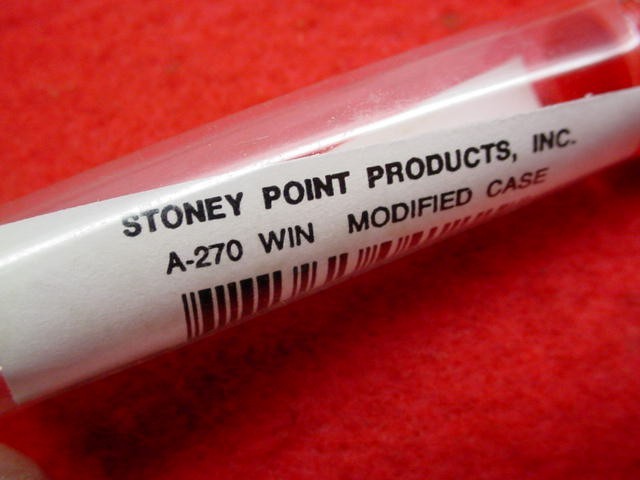 STONEY POINT PRODUCTS, INC.
A-270 WIN MODIFIED CASE